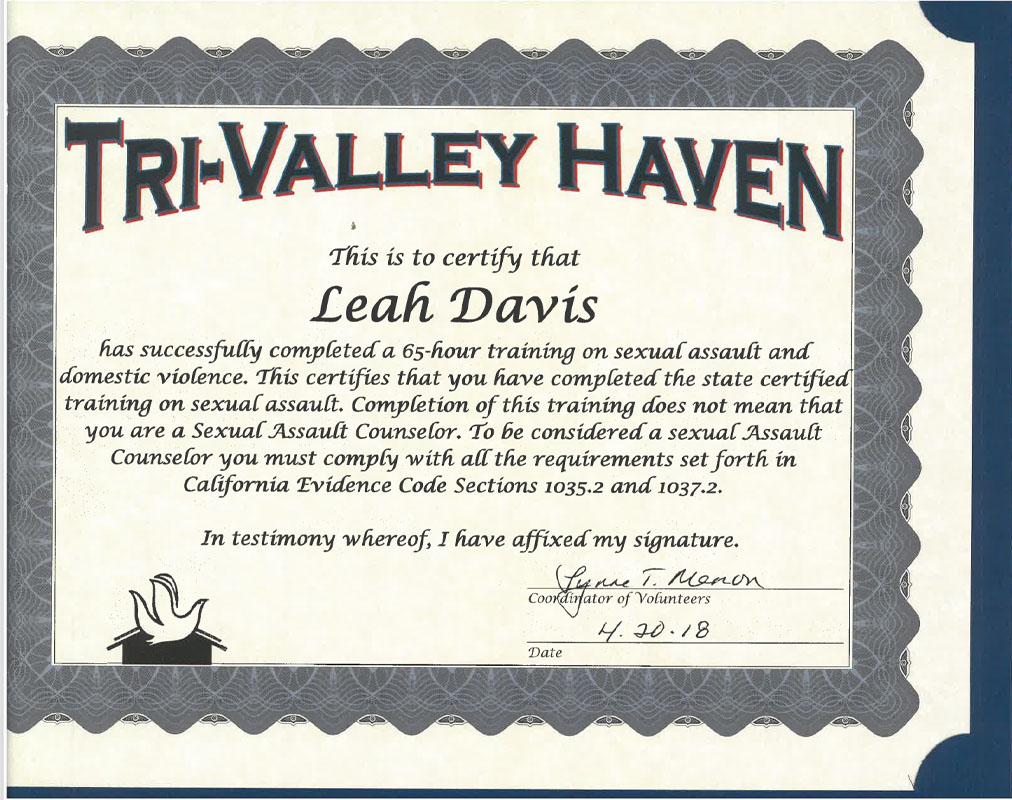 TRI-VALLEY HAVEN
This is to certify that
Leah Davis
has successfully completed a 65-hour training on sexual assault and
domestic violence. This certifies that you have completed the state certified
training on sexual assault. Completion of this training does not mean that
you are a Sexual Assault Counselor. To be considered a sexual Assault
Counselor you must comply with all the requirements set forth in
California Evidence Code Sections 1035.2 and 1037.2.
In testimony whereof, I have affixed my signature.
Lynne T. Menon
Coordinator of Volunteers
4.20.18
Date